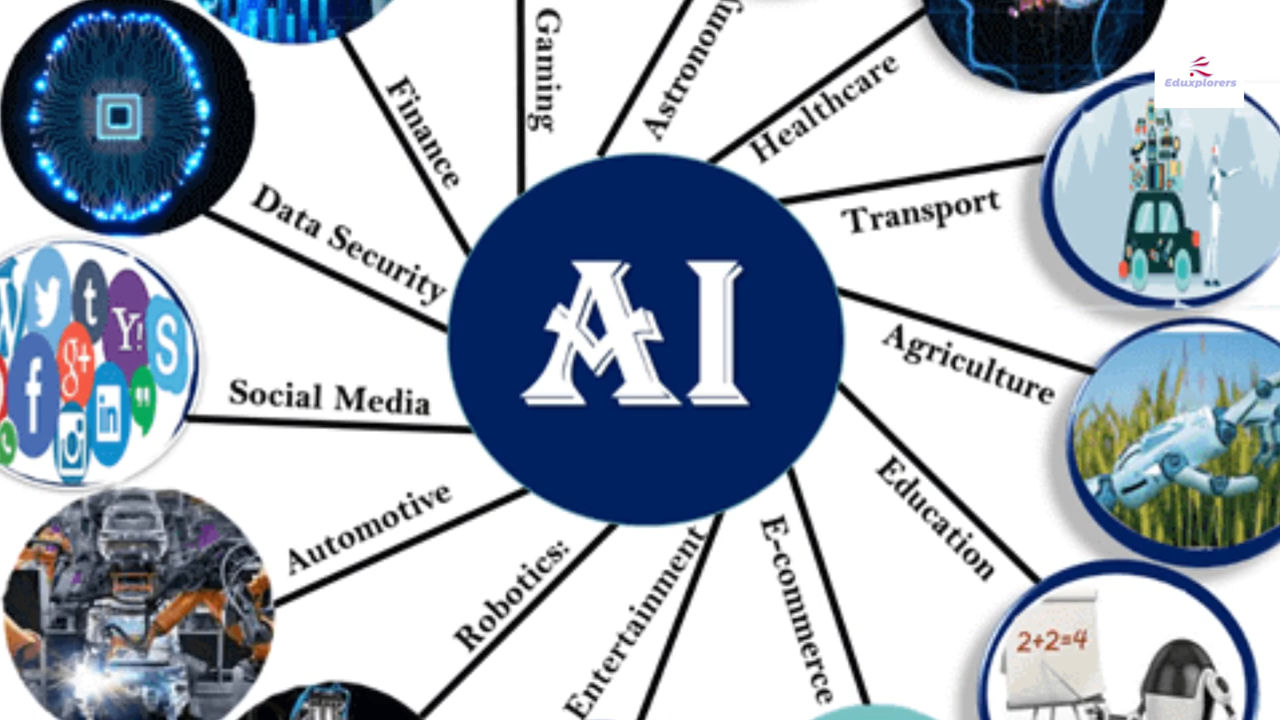 Gaming
Astronomy
Healthcare
Eduxplorers
Finance
Transport
Data Security
AI
Agriculture
Social Media
Automotive
Education
Robotics:
Entertainment
E-commerce
2+2=4
W
t
Y!
S
f
g+
in